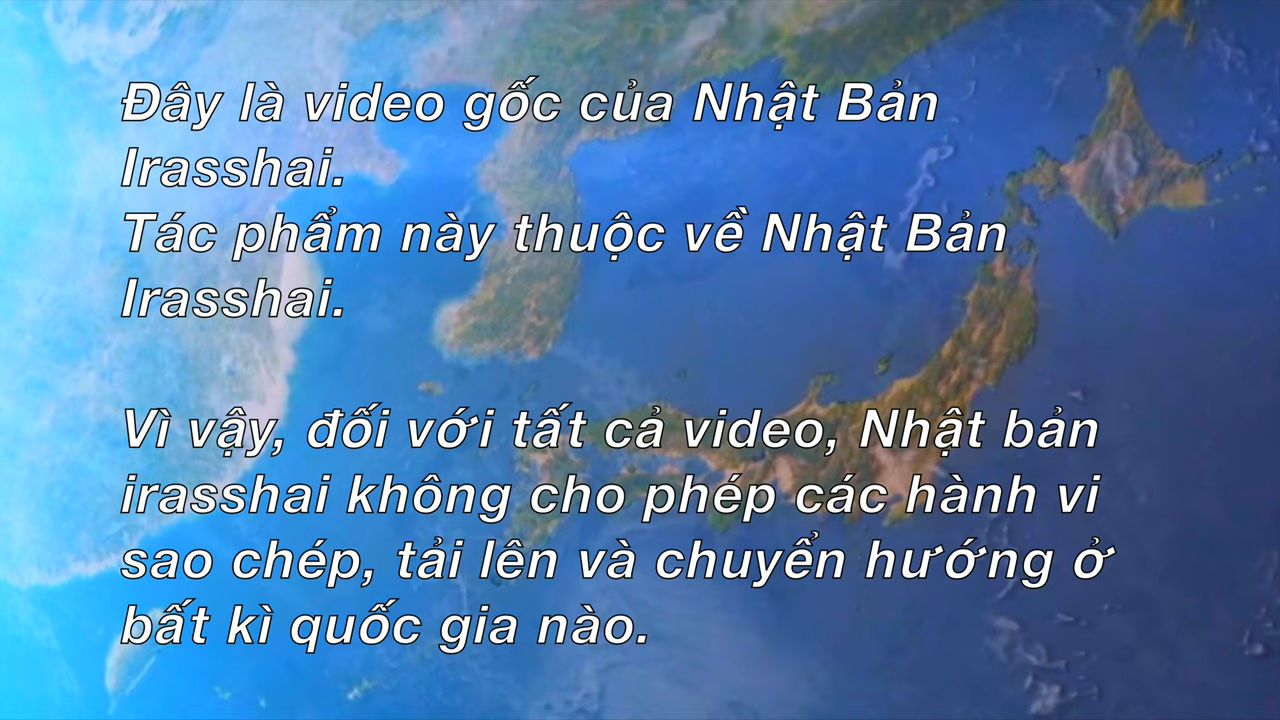 Đây là video gốc của Nhật Bản
Irasshai.
Tác phẩm này thuộc về Nhật Bản
Irasshai.
Vì vậy, đối với tất cả video, Nhật bản
irasshai không cho phép các hành vi
sao chép, tải lên và chuyển hướng ở
bất kì quốc gia nào.